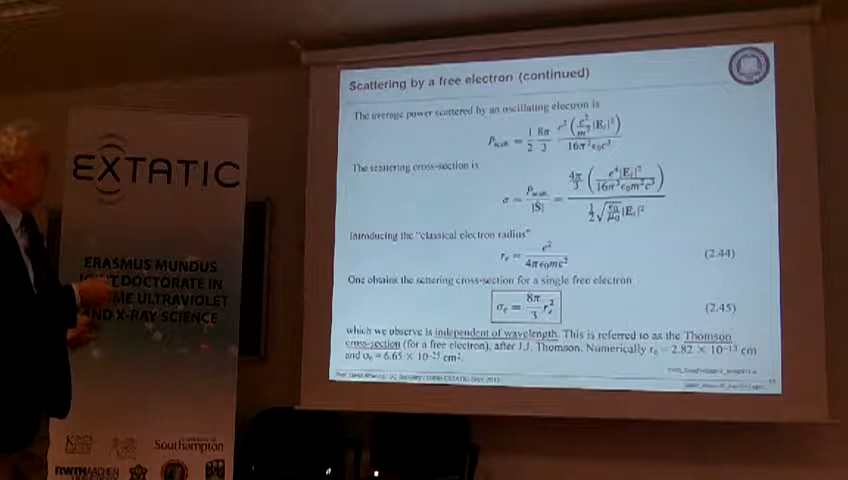 Scattering by a free electron (continued)
The average power scattered by an oscillating electron is
P_scatt. = 1/2 8π/3 e²(e²/m²|E_i|²)/16π²ε₀c³
The scattering cross-section is
σ = P_scatt./|S̄| = 4π/3 (e⁴|E_i|²/16π²ε₀m²c³) / 1/2 √(ε₀/μ₀)|E_i|²
Introducing the "classical electron radius"
r_e = e²/4πε₀mc² (2.44)
One obtains the scttering cross-section for a single free electron
σ_e = 8π/3 r_e² (2.45)
which we observe is independent of wavelength. This is referred to as the Thomson
cross-section (for a free electron), after J.J. Thomson. Numerically r_e = 2.82 × 10⁻¹³ cm
and σ_e = 6.65 × 10⁻²⁵ cm².
EXTATIC
ERASMUS MUNDUS
JOINT DOCTORATE IN
ULTRAVIOLET
AND X-RAY SCIENCE
Southampton
RWTHAACHEN